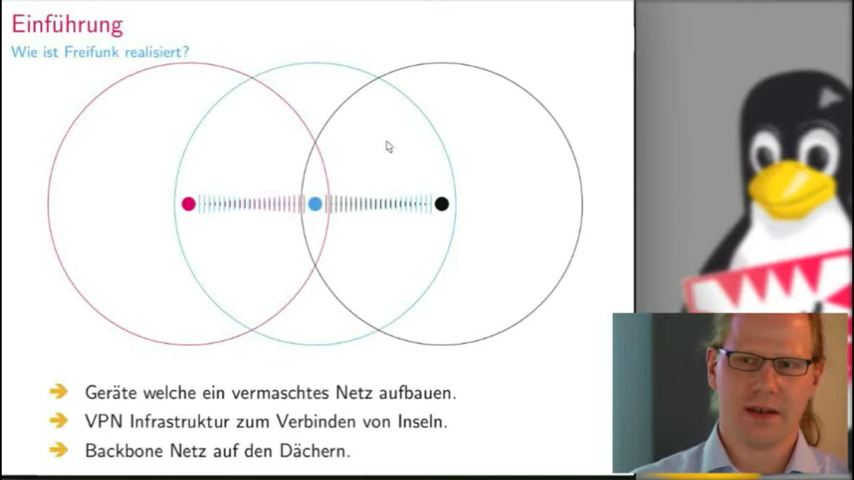 Einführung
Wie ist Freifunk realisiert?
Geräte welche ein vermaschtes Netz aufbauen.
VPN Infrastruktur zum Verbinden von Inseln.
Backbone Netz auf den Dächern.